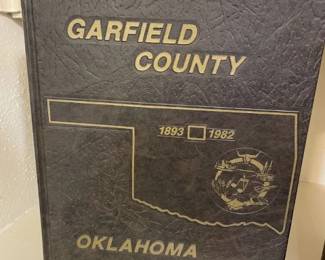 GARFIELD
COUNTY
1893 1982
OKLAHOMA